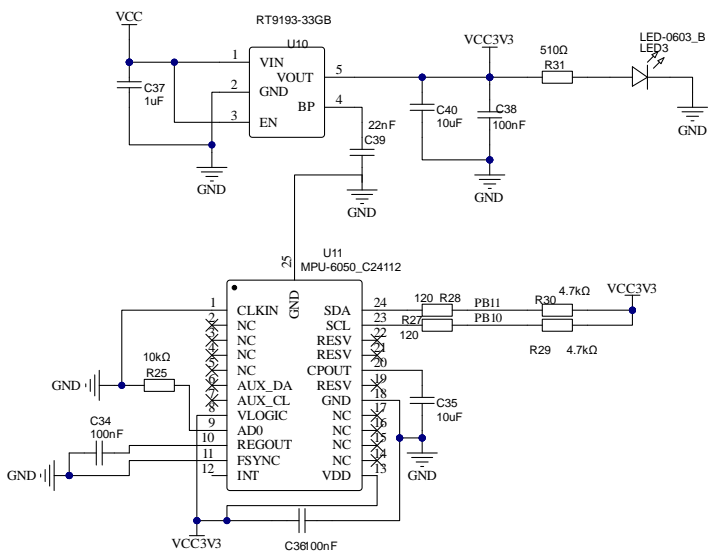 VCC
RT9193-33GB
U10
1 VIN
2 GND
3 EN
VOUT 5
BP 4
C37
1uF
GND
22nF
C39
GND
VCC3V3
C40
10uF
C38
100nF
GND
510Ω
R31
LED-0603_B
LED3
GND
U11
MPU-6050_C24112
25
GND
1 CLKIN
2 NC
3 NC
4 NC
5 NC
6 AUX_DA
7 AUX_CL
8 VLOGIC
9 AD0
10 REGOUT
11 FSYNC
12 INT
SDA 24
SCL 23
RESV 22
RESV 21
CPOUT 20
RESV 19
GND 18
NC 17
NC 16
NC 15
NC 14
VDD 13
120 R28
PB11
R30
4.7kΩ
VCC3V3
R27
120
PB10
R29 4.7kΩ
10kΩ
R25
GND
C34
100nF
GND
C35
10uF
GND
VCC3V3
C36100nF